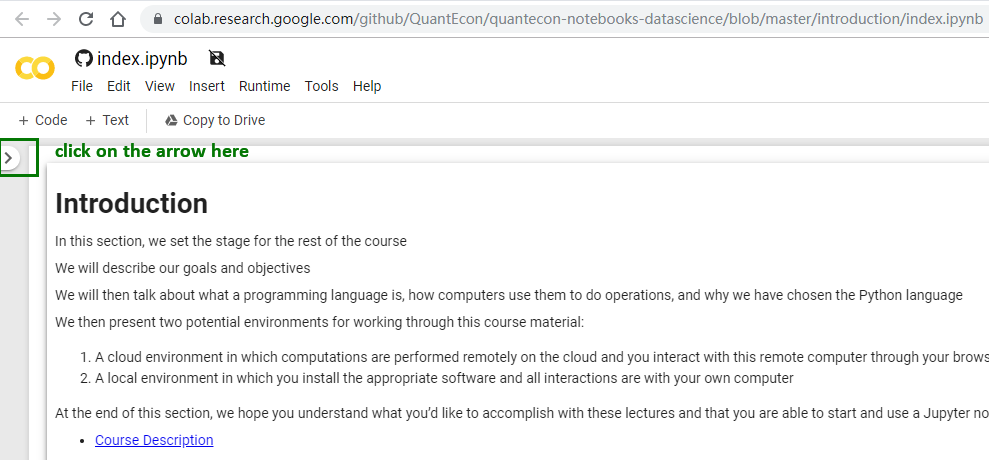 colab.research.google.com/github/QuantEcon/quantecon-notebooks-datascience/blob/master/introduction/index.ipynb
index.ipynb
File Edit View Insert Runtime Tools Help
+ Code + Text Copy to Drive
click on the arrow here
Introduction
In this section, we set the stage for the rest of the course
We will describe our goals and objectives
We will then talk about what a programming language is, how computers use them to do operations, and why we have chosen the Python language
We then present two potential environments for working through this course material:
1. A cloud environment in which computations are performed remotely on the cloud and you interact with this remote computer through your brows
2. A local environment in which you install the appropriate software and all interactions are with your own computer
At the end of this section, we hope you understand what you’d like to accomplish with these lectures and that you are able to start and use a Jupyter no
• Course Description